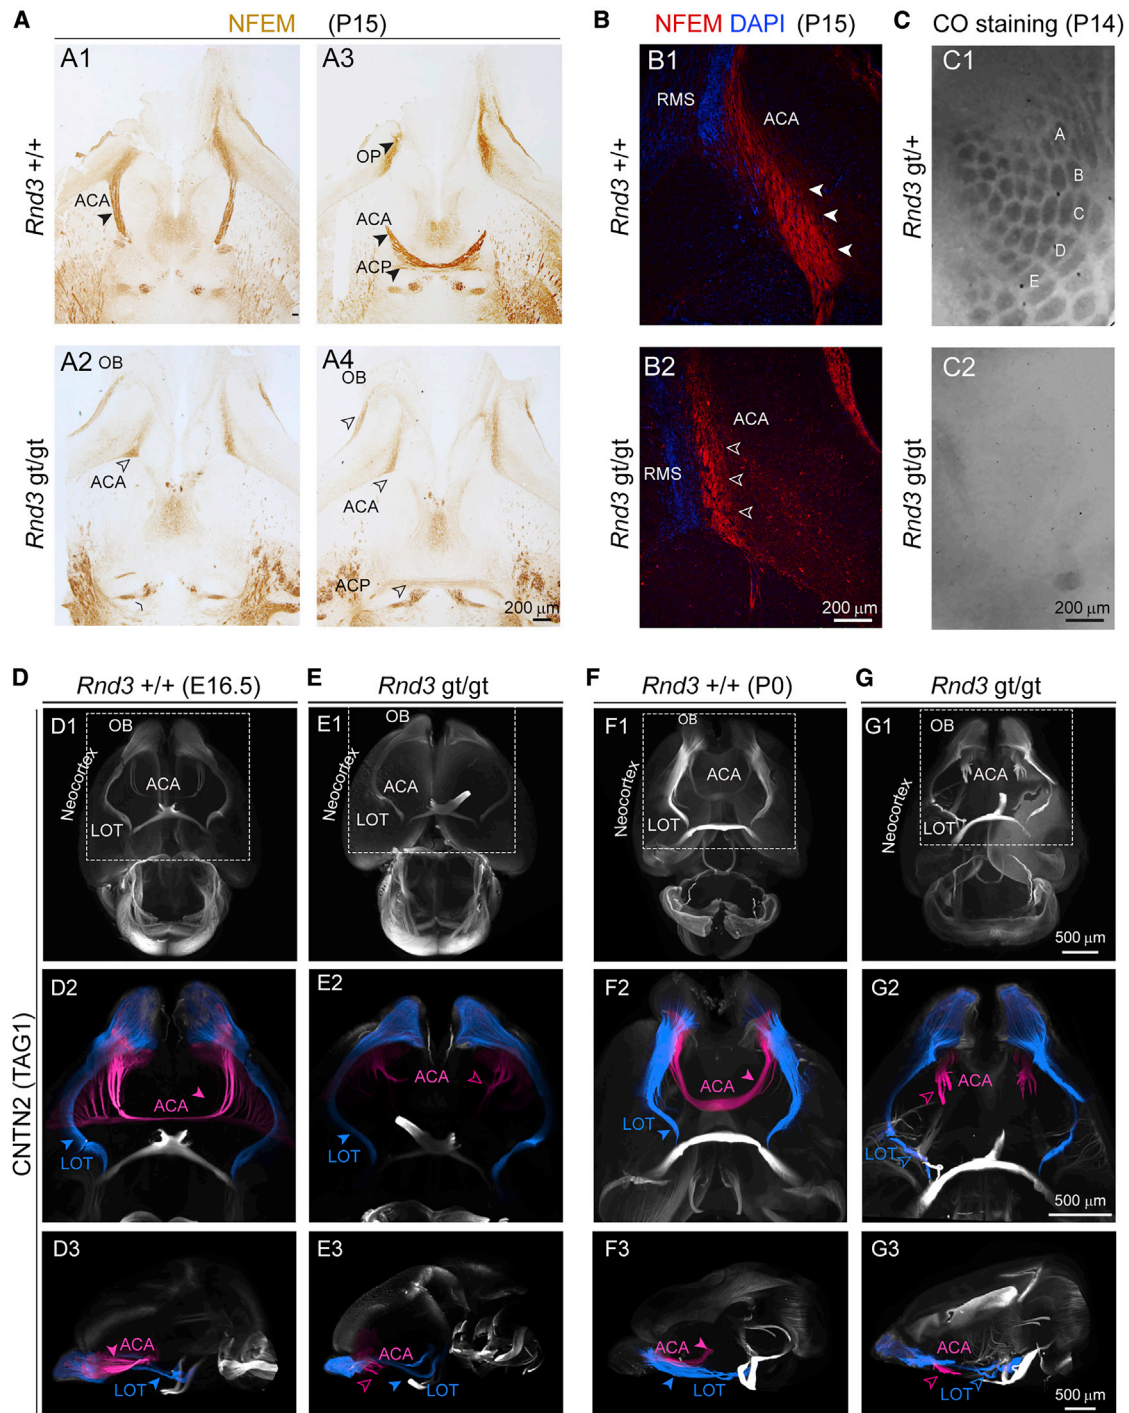 A NFEM (P15)
B NFEM DAPI (P15)
C CO staining (P14)
Rnd3 +/+
A1
ACA
A3
OP
ACA
ACP
Rnd3 +/+
B1
RMS
ACA
Rnd3 gt/+
C1
A
B
C
D
E
Rnd3 gt/gt
A2 OB
ACA
A4
OB
ACA
ACP
200 µm
Rnd3 gt/gt
B2
ACA
RMS
200 µm
Rnd3 gt/gt
C2
200 µm
D Rnd3 +/+ (E16.5)
E Rnd3 gt/gt
F Rnd3 +/+ (P0)
G Rnd3 gt/gt
CNTN2 (TAG1)
D1
OB
Neocortex
ACA
LOT
E1
OB
Neocortex
ACA
LOT
F1
OB
Neocortex
ACA
LOT
G1
OB
Neocortex
ACA
LOT
500 µm
D2
ACA
LOT
E2
ACA
LOT
F2
ACA
LOT
G2
ACA
LOT
500 µm
D3
ACA
LOT
E3
ACA
LOT
F3
ACA
LOT
G3
ACA
LOT
500 µm